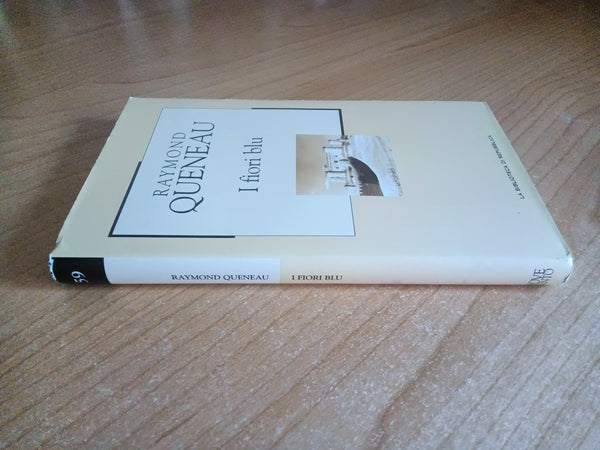 RAYMOND
QUENEAU
I fiori blu
LA BIBLIOTECA DI REPUBBLICA
59
RAYMOND QUENEAU I FIORI BLU